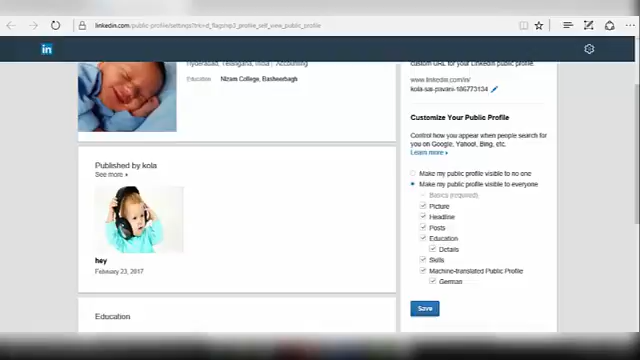 linkedin.com/public-profile/settings?trk=d_flagship3_profile_self_view_public_profile
in
Hyderabad, Telangana, India | Accounting
Education Nizam College, Basheerbagh
Published by kola
See more
hey
February 23, 2017
Education
custom URL for your LinkedIn public profile.
www.linkedin.com/in/
kola-sai-pavani-186773134
Customize Your Public Profile
Control how you appear when people search for
you on Google, Yahoo!, Bing, etc.
Learn more
Make my public profile visible to no one
Make my public profile visible to everyone
Basics (required)
Picture
Headline
Posts
Education
Details
Skills
Machine-translated Public Profile
German
Save